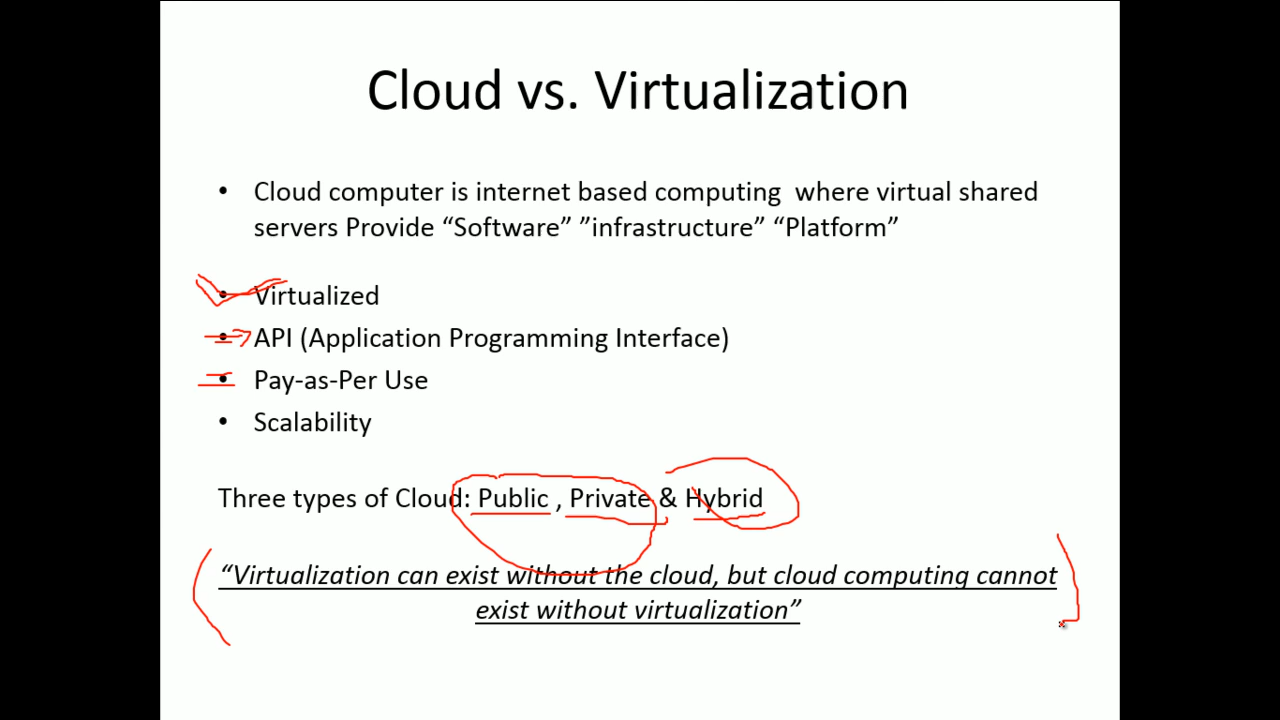 Cloud vs. Virtualization
• Cloud computer is internet based computing  where virtual shared
servers Provide “Software” ”infrastructure” “Platform”
• Virtualized
• API (Application Programming Interface)
• Pay-as-Per Use
• Scalability
Three types of Cloud: Public , Private & Hybrid
“Virtualization can exist without the cloud, but cloud computing cannot
exist without virtualization”